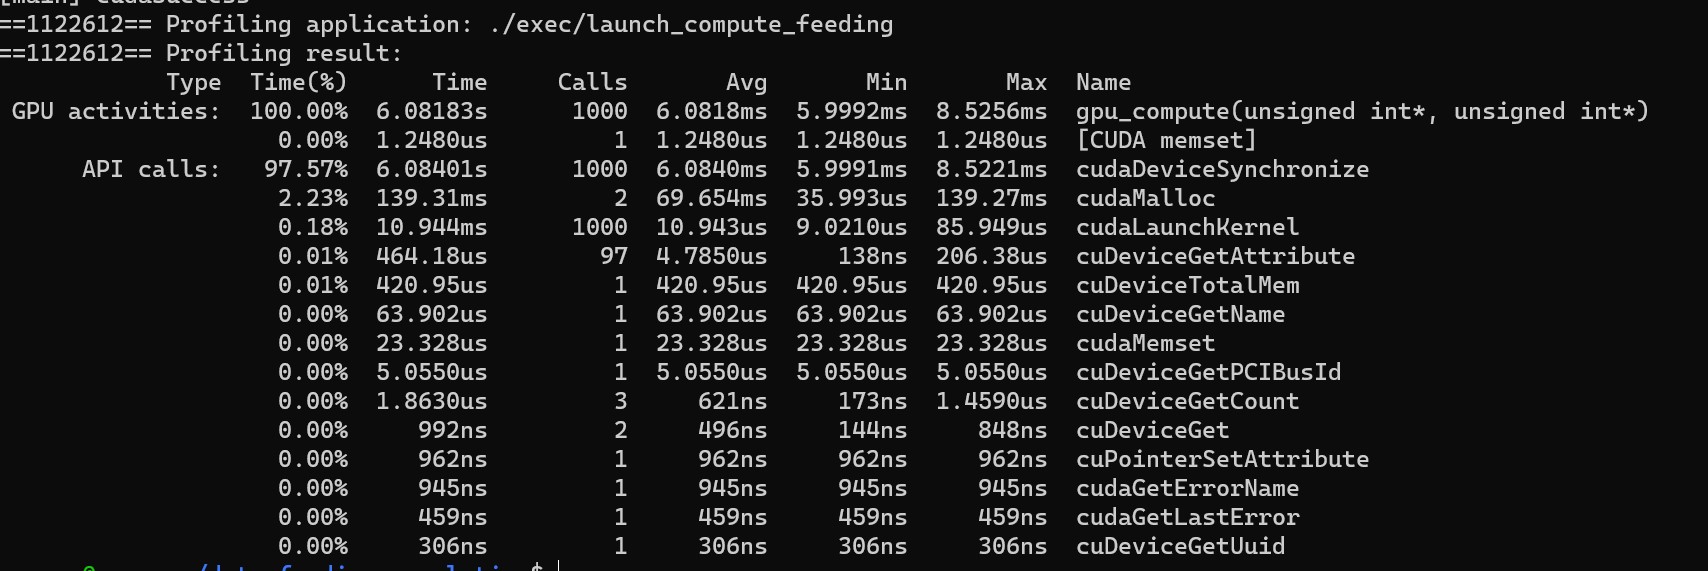 [main] cudaSuccess
==1122612== Profiling application: ./exec/launch_compute_feeding
==1122612== Profiling result:
Type Time(%) Time Calls Avg Min Max Name
GPU activities: 100.00% 6.08183s 1000 6.0818ms 5.9992ms 8.5256ms gpu_compute(unsigned int*, unsigned int*)
0.00% 1.2480us 1 1.2480us 1.2480us 1.2480us [CUDA memset]
API calls: 97.57% 6.08401s 1000 6.0840ms 5.9991ms 8.5221ms cudaDeviceSynchronize
2.23% 139.31ms 2 69.654ms 35.993us 139.27ms cudaMalloc
0.18% 10.944ms 1000 10.943us 9.0210us 85.949us cudaLaunchKernel
0.01% 464.18us 97 4.7850us 138ns 206.38us cuDeviceGetAttribute
0.01% 420.95us 1 420.95us 420.95us 420.95us cuDeviceTotalMem
0.00% 63.902us 1 63.902us 63.902us 63.902us cuDeviceGetName
0.00% 23.328us 1 23.328us 23.328us 23.328us cudaMemset
0.00% 5.0550us 1 5.0550us 5.0550us 5.0550us cuDeviceGetPCIBusId
0.00% 1.8630us 3 621ns 173ns 1.4590us cuDeviceGetCount
0.00% 992ns 2 496ns 144ns 848ns cuDeviceGet
0.00% 962ns 1 962ns 962ns 962ns cuPointerSetAttribute
0.00% 945ns 1 945ns 945ns 945ns cudaGetErrorName
0.00% 459ns 1 459ns 459ns 459ns cudaGetLastError
0.00% 306ns 1 306ns 306ns 306ns cuDeviceGetUuid